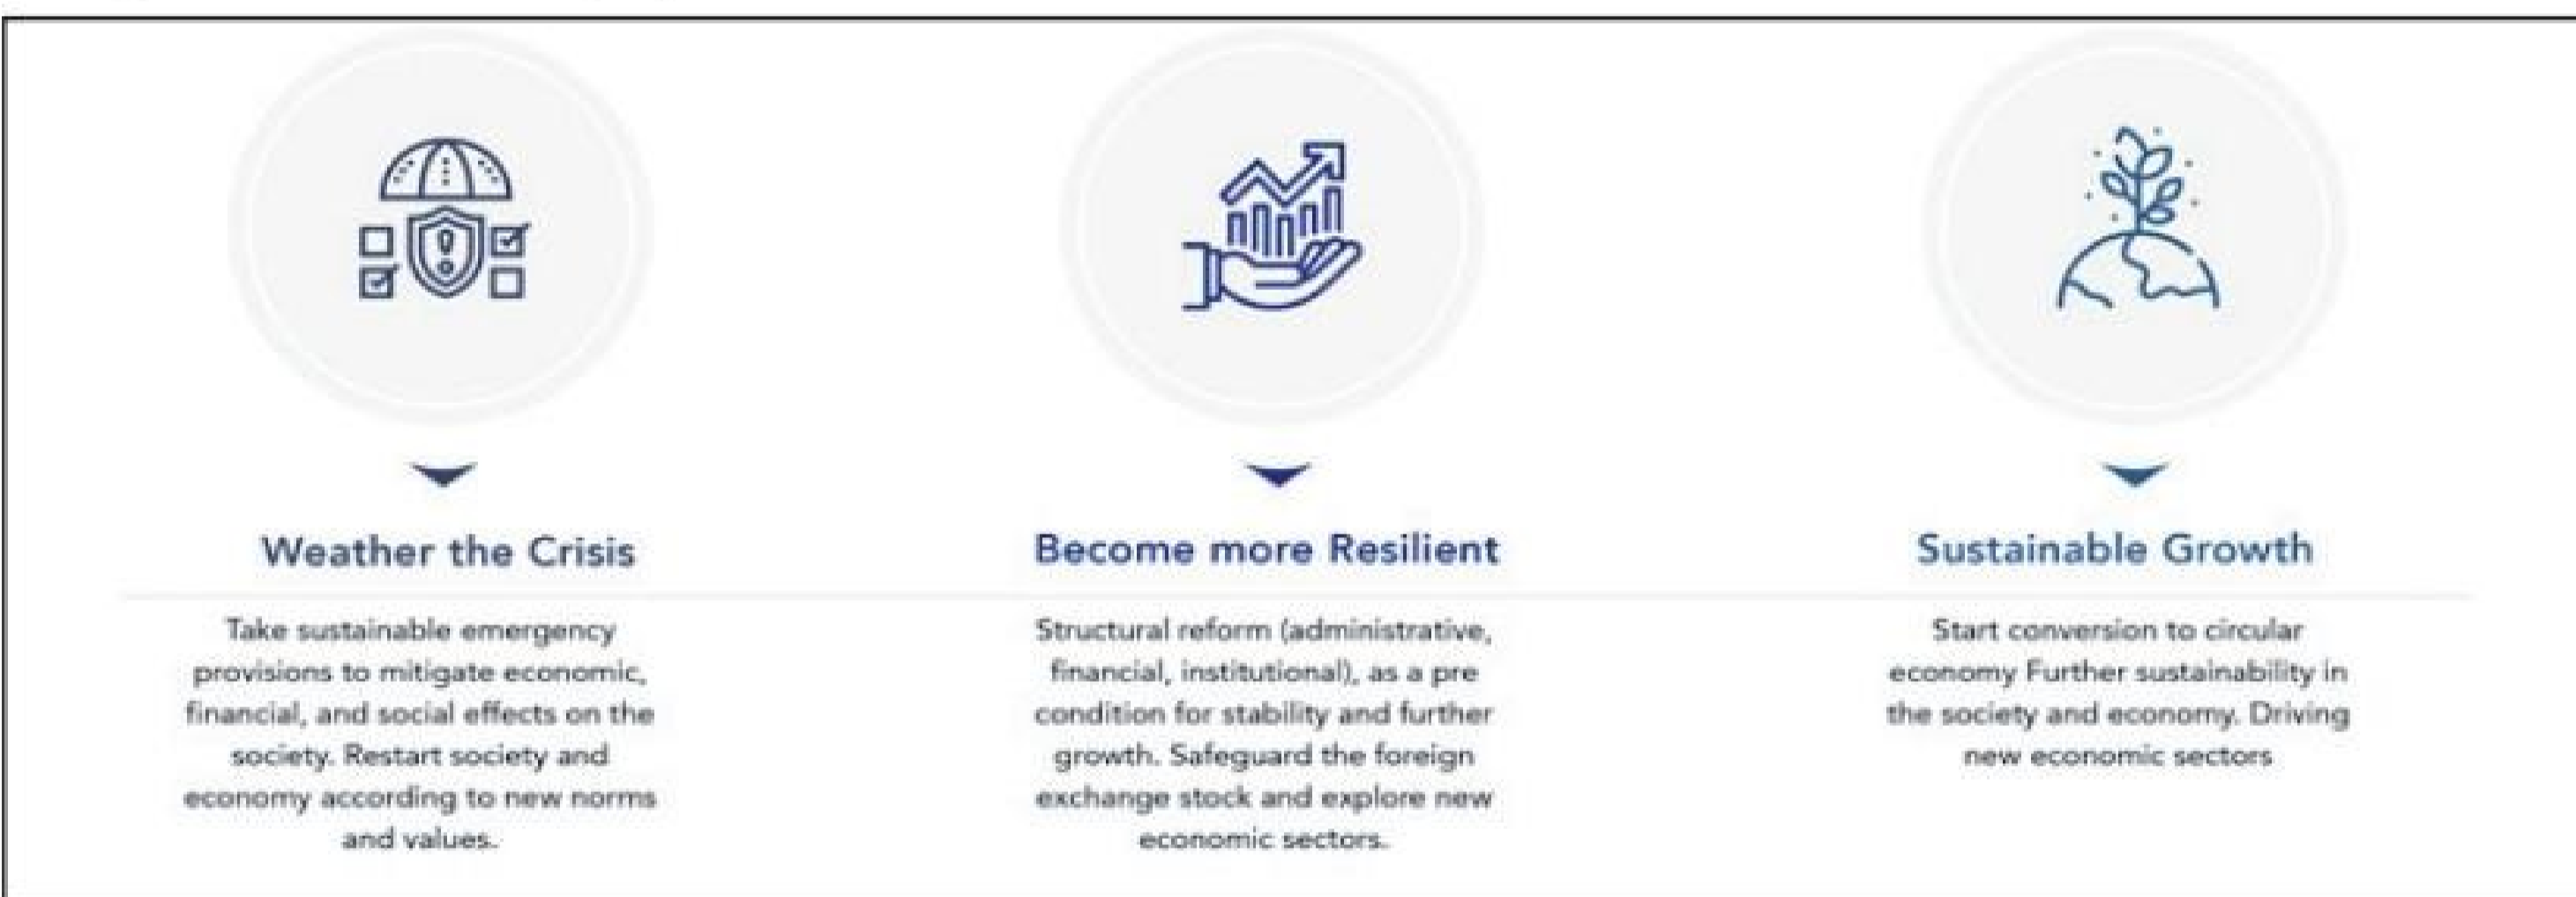 Weather the Crisis
Take sustainable emergency
provisions to mitigate economic,
financial, and social effects on the
society. Restart society and
economy according to new norms
and values.
Become more Resilient
Structural reform (administrative,
financial, institutional), as a pre
condition for stability and further
growth. Safeguard the foreign
exchange stock and explore new
economic sectors.
Sustainable Growth
Start conversion to circular
economy Further sustainability in
the society and economy. Driving
new economic sectors